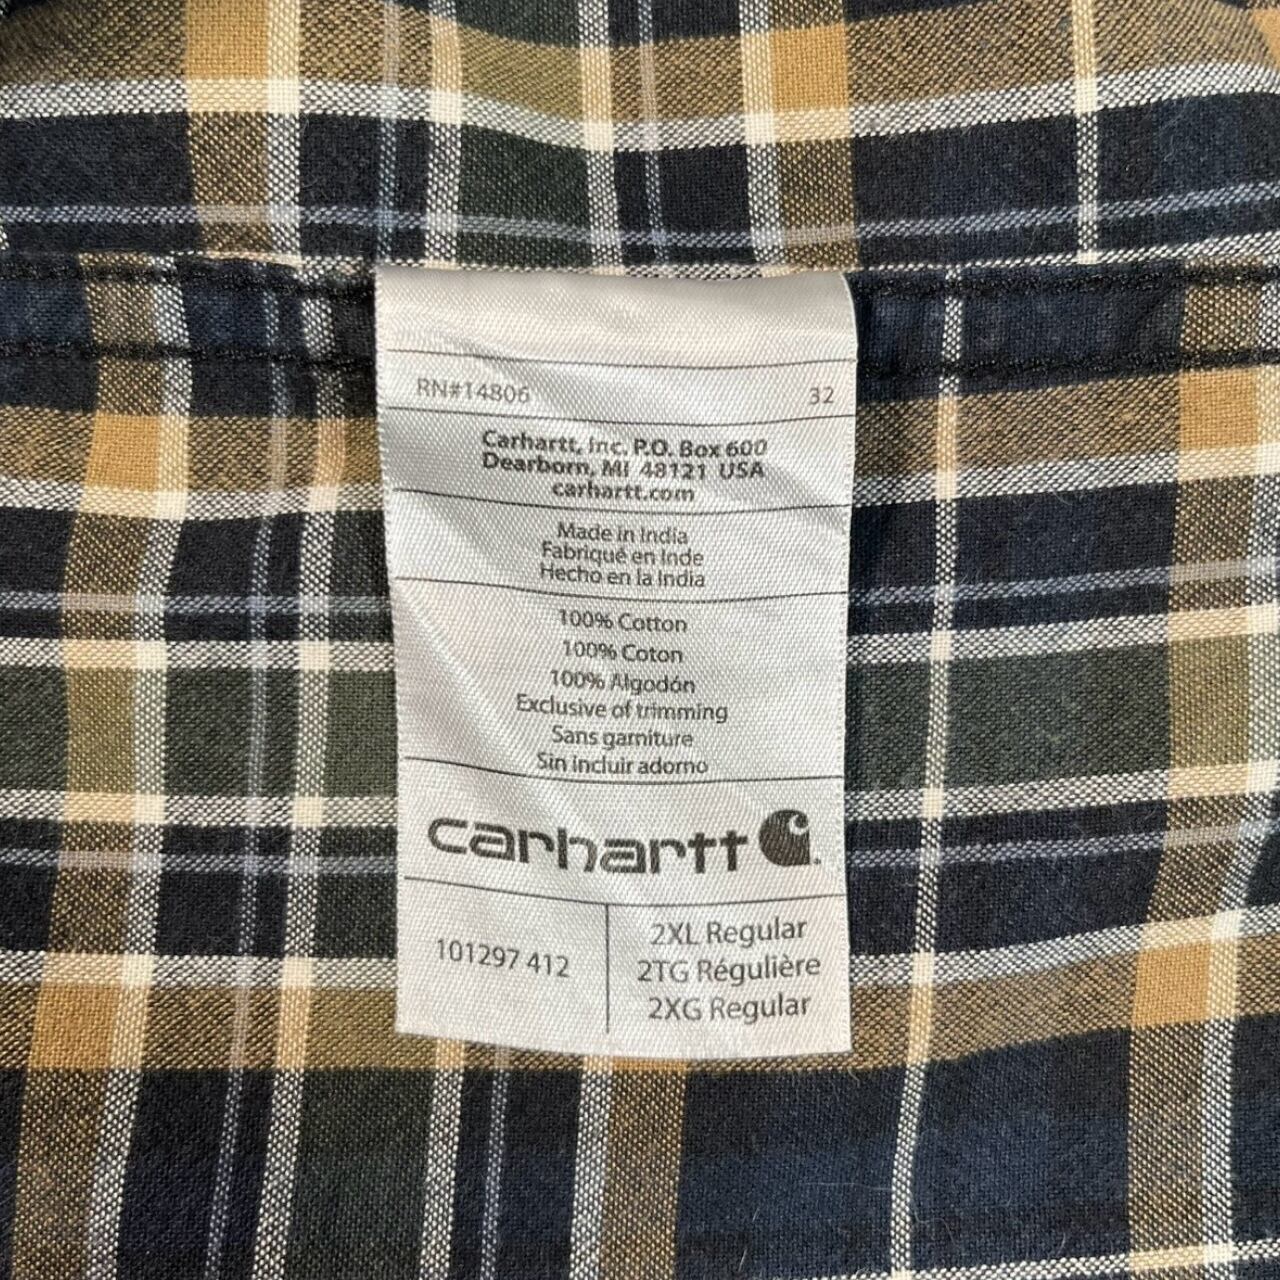 RN#14806 32
Carhartt, Inc. P.O. Box 600
Dearborn, MI 48121 USA
carhartt.com
Made in India
Fabriqué en Inde
Hecho en la India
100% Cotton
100% Coton
100% Algodón
Exclusive of trimming
Sans garniture
Sin incluir adorno
carhartt
101297 412
2XL Regular
2TG Régulière
2XG Regular